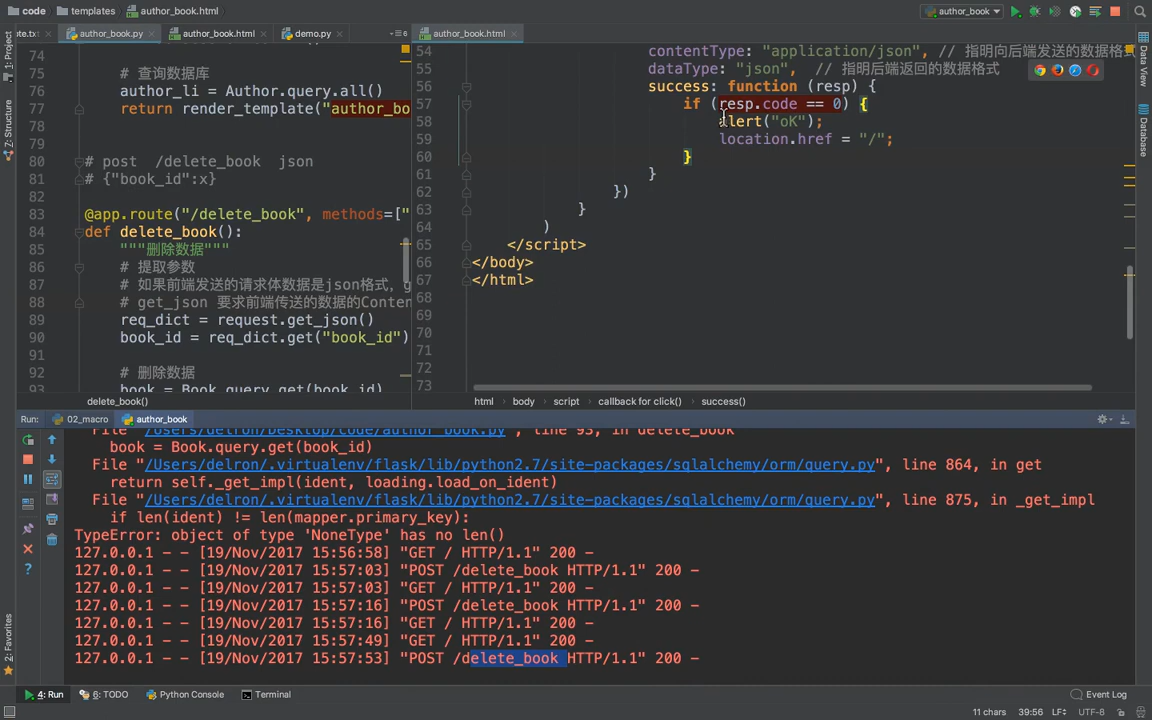 code templates author_book.html author_book
te.txt author_book.py author_book.html demo.py author_book.html
74
75 # 查询数据库
76 author_li = Author.query.all()
77 return render_template("author_bo
78
79
80 # post /delete_book json
81 # {"book_id":x}
82
83 @app.route("/delete_book", methods=["
84 def delete_book():
85 """删除数据"""
86 # 提取参数
87 # 如果前端发送的请求体数据是json格式,
88 # get_json 要求前端传送的数据的Conten
89 req_dict = request.get_json()
90 book_id = req_dict.get("book_id")
91
92 # 删除数据
93 book = Book.query.get(book_id)
delete_book()
54 contentType: "application/json", // 指明向后端发送的数据格式
55 dataType: "json", // 指明后端返回的数据格式
56 success: function (resp) {
57 if (resp.code == 0) {
58 alert("oK");
59 location.href = "/";
60 }
61 }
62 })
63 }
64 )
65 </script>
66 </body>
67 </html>
68
69
70
71
72
73
html body script callback for click() success()
1: Project
7: Structure
2: Favorites
Data View
Database
Run: 02_macro author_book
File "/Users/delron/Desktop/code/author_book.py", line 93, in delete_book
book = Book.query.get(book_id)
File "/Users/delron/.virtualenv/flask/lib/python2.7/site-packages/sqlalchemy/orm/query.py", line 864, in get
return self._get_impl(ident, loading.load_on_ident)
File "/Users/delron/.virtualenv/flask/lib/python2.7/site-packages/sqlalchemy/orm/query.py", line 875, in _get_impl
if len(ident) != len(mapper.primary_key):
TypeError: object of type 'NoneType' has no len()
127.0.0.1 - - [19/Nov/2017 15:56:58] "GET / HTTP/1.1" 200 -
127.0.0.1 - - [19/Nov/2017 15:57:03] "POST /delete_book HTTP/1.1" 200 -
127.0.0.1 - - [19/Nov/2017 15:57:03] "GET / HTTP/1.1" 200 -
127.0.0.1 - - [19/Nov/2017 15:57:16] "POST /delete_book HTTP/1.1" 200 -
127.0.0.1 - - [19/Nov/2017 15:57:16] "GET / HTTP/1.1" 200 -
127.0.0.1 - - [19/Nov/2017 15:57:49] "GET / HTTP/1.1" 200 -
127.0.0.1 - - [19/Nov/2017 15:57:53] "POST /delete_book HTTP/1.1" 200 -
4: Run 6: TODO Python Console Terminal Event Log
11 chars 39:56 LF UTF-8